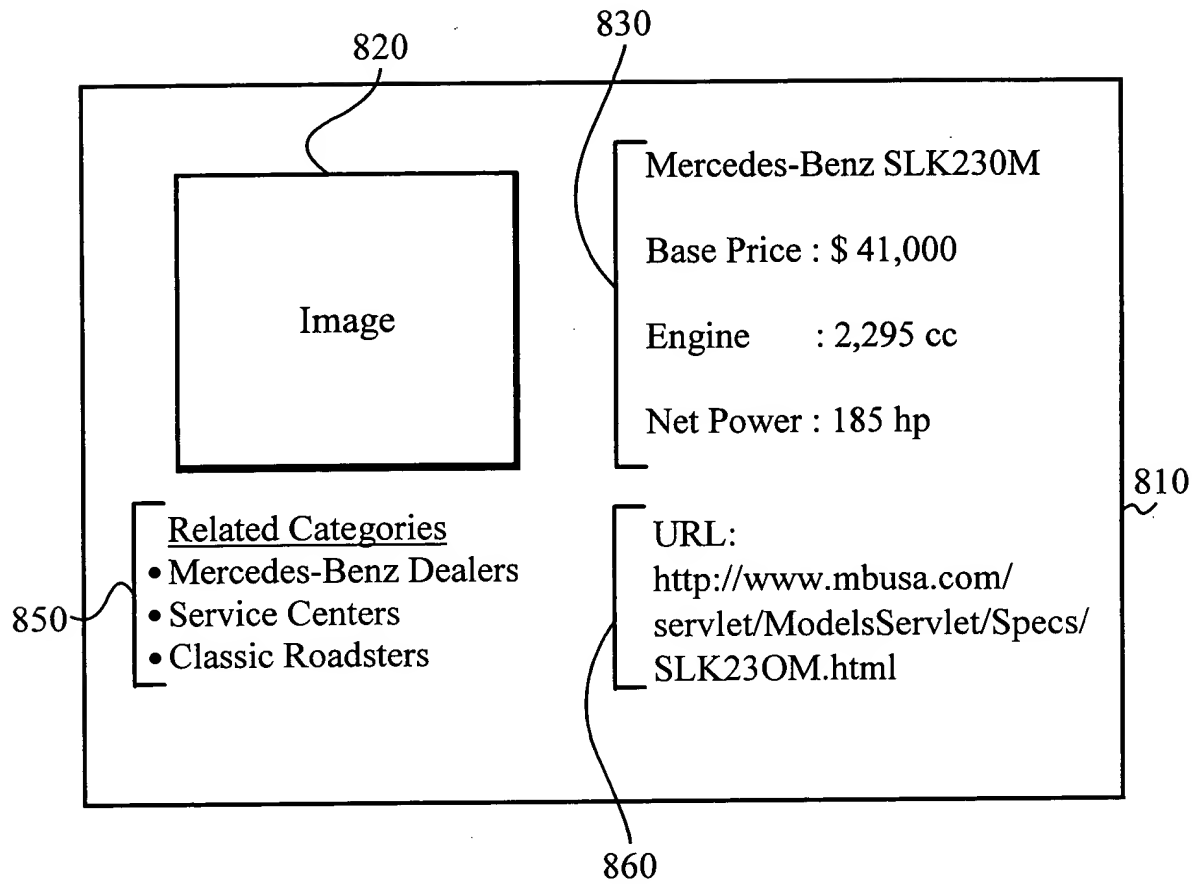 830
820
Mercedes-Benz SLK230M
Base Price : $ 41,000
Image
Engine : 2,295 cc
Net Power : 185 hp
810
Related Categories
• Mercedes-Benz Dealers
• Service Centers
• Classic Roadsters
850
URL:
http://www.mbusa.com/
servlet/ModelsServlet/Specs/
SLK23OM.html
860